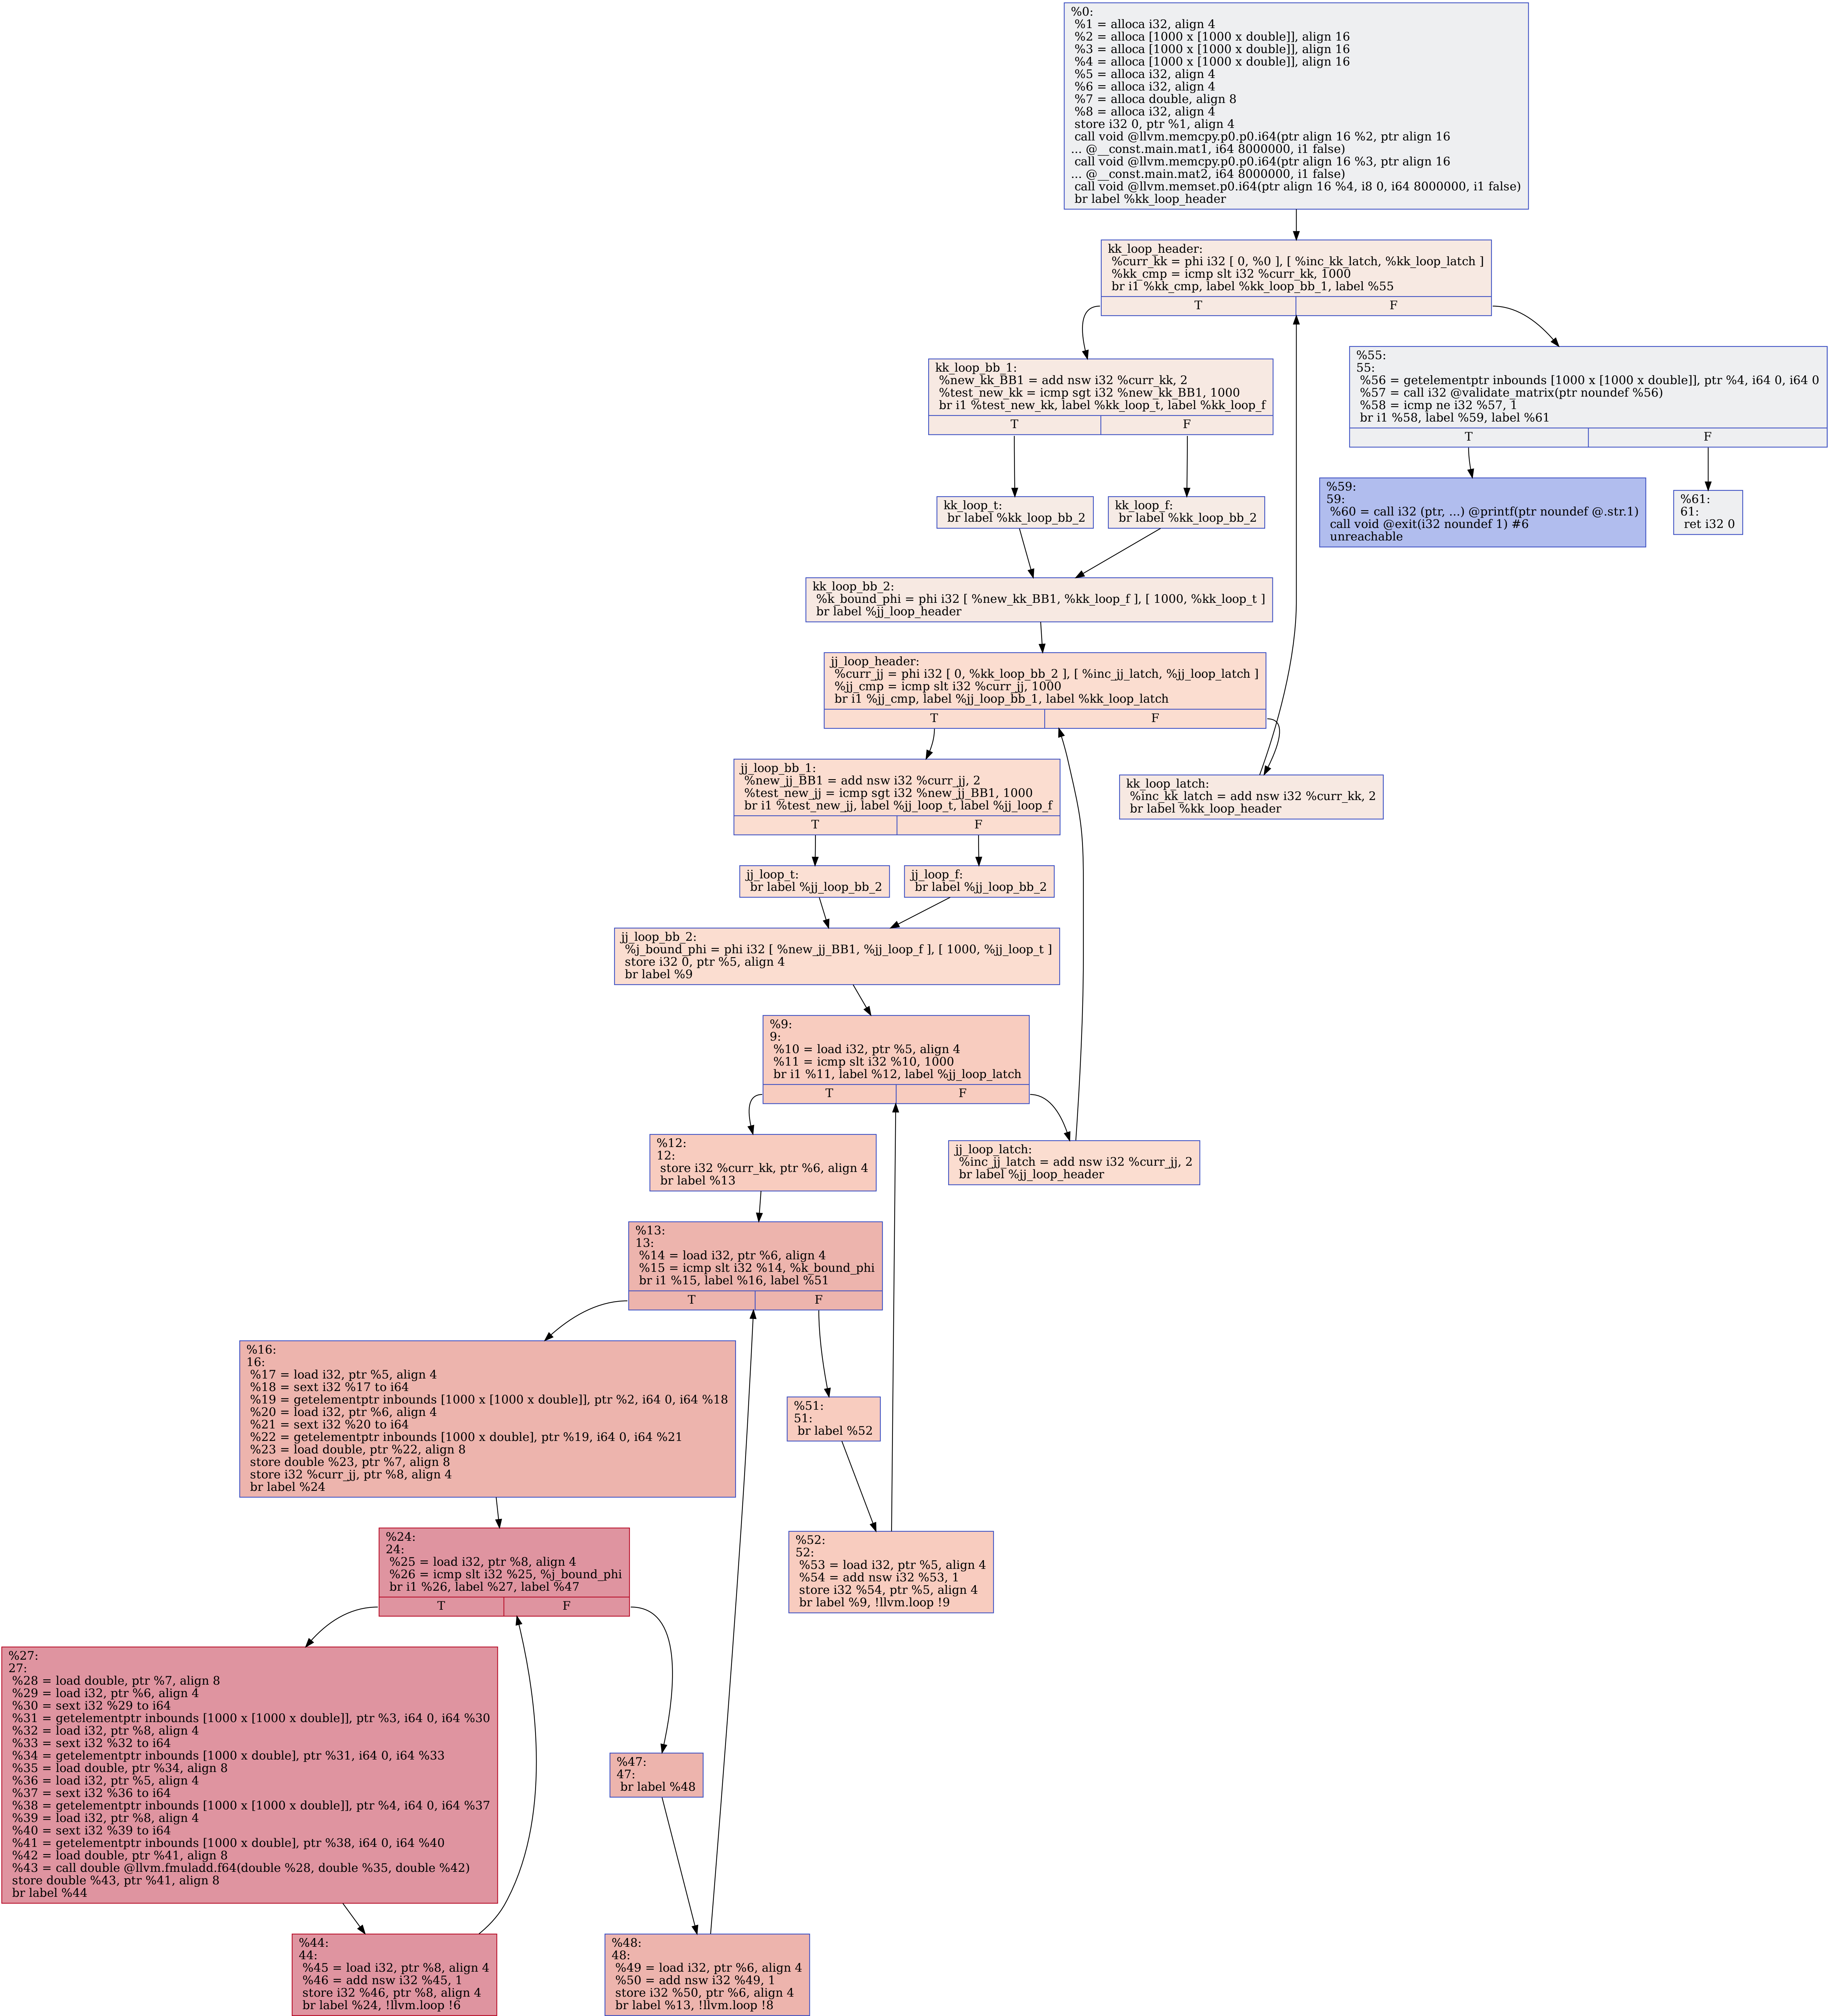 %0:
%1 = alloca i32, align 4
%2 = alloca [1000 x [1000 x double]], align 16
%3 = alloca [1000 x [1000 x double]], align 16
%4 = alloca [1000 x [1000 x double]], align 16
%5 = alloca i32, align 4
%6 = alloca i32, align 4
%7 = alloca double, align 8
%8 = alloca i32, align 4
store i32 0, ptr %1, align 4
call void @llvm.memcpy.p0.p0.i64(ptr align 16 %2, ptr align 16
... @__const.main.mat1, i64 8000000, i1 false)
call void @llvm.memcpy.p0.p0.i64(ptr align 16 %3, ptr align 16
... @__const.main.mat2, i64 8000000, i1 false)
call void @llvm.memset.p0.i64(ptr align 16 %4, i8 0, i64 8000000, i1 false)
br label %kk_loop_header
kk_loop_header:
%curr_kk = phi i32 [ 0, %0 ], [ %inc_kk_latch, %kk_loop_latch ]
%kk_cmp = icmp slt i32 %curr_kk, 1000
br i1 %kk_cmp, label %kk_loop_bb_1, label %55
T F
kk_loop_bb_1:
%new_kk_BB1 = add nsw i32 %curr_kk, 2
%test_new_kk = icmp sgt i32 %new_kk_BB1, 1000
br i1 %test_new_kk, label %kk_loop_t, label %kk_loop_f
T F
%55:
55:
%56 = getelementptr inbounds [1000 x [1000 x double]], ptr %4, i64 0, i64 0
%57 = call i32 @validate_matrix(ptr noundef %56)
%58 = icmp ne i32 %57, 1
br i1 %58, label %59, label %61
T F
kk_loop_t:
br label %kk_loop_bb_2
kk_loop_f:
br label %kk_loop_bb_2
%59:
59:
%60 = call i32 (ptr, ...) @printf(ptr noundef @.str.1)
call void @exit(i32 noundef 1) #6
unreachable
%61:
61:
ret i32 0
kk_loop_bb_2:
%k_bound_phi = phi i32 [ %new_kk_BB1, %kk_loop_f ], [ 1000, %kk_loop_t ]
br label %jj_loop_header
jj_loop_header:
%curr_jj = phi i32 [ 0, %kk_loop_bb_2 ], [ %inc_jj_latch, %jj_loop_latch ]
%jj_cmp = icmp slt i32 %curr_jj, 1000
br i1 %jj_cmp, label %jj_loop_bb_1, label %kk_loop_latch
T F
jj_loop_bb_1:
%new_jj_BB1 = add nsw i32 %curr_jj, 2
%test_new_jj = icmp sgt i32 %new_jj_BB1, 1000
br i1 %test_new_jj, label %jj_loop_t, label %jj_loop_f
T F
kk_loop_latch:
%inc_kk_latch = add nsw i32 %curr_kk, 2
br label %kk_loop_header
jj_loop_t:
br label %jj_loop_bb_2
jj_loop_f:
br label %jj_loop_bb_2
jj_loop_bb_2:
%j_bound_phi = phi i32 [ %new_jj_BB1, %jj_loop_f ], [ 1000, %jj_loop_t ]
store i32 0, ptr %5, align 4
br label %9
%9:
9:
%10 = load i32, ptr %5, align 4
%11 = icmp slt i32 %10, 1000
br i1 %11, label %12, label %jj_loop_latch
T F
%12:
12:
store i32 %curr_kk, ptr %6, align 4
br label %13
jj_loop_latch:
%inc_jj_latch = add nsw i32 %curr_jj, 2
br label %jj_loop_header
%13:
13:
%14 = load i32, ptr %6, align 4
%15 = icmp slt i32 %14, %k_bound_phi
br i1 %15, label %16, label %51
T F
%16:
16:
%17 = load i32, ptr %5, align 4
%18 = sext i32 %17 to i64
%19 = getelementptr inbounds [1000 x [1000 x double]], ptr %2, i64 0, i64 %18
%20 = load i32, ptr %6, align 4
%21 = sext i32 %20 to i64
%22 = getelementptr inbounds [1000 x double], ptr %19, i64 0, i64 %21
%23 = load double, ptr %22, align 8
store double %23, ptr %7, align 8
store i32 %curr_jj, ptr %8, align 4
br label %24
%51:
51:
br label %52
%24:
24:
%25 = load i32, ptr %8, align 4
%26 = icmp slt i32 %25, %j_bound_phi
br i1 %26, label %27, label %47
T F
%52:
52:
%53 = load i32, ptr %5, align 4
%54 = add nsw i32 %53, 1
store i32 %54, ptr %5, align 4
br label %9, !llvm.loop !9
%27:
27:
%28 = load double, ptr %7, align 8
%29 = load i32, ptr %6, align 4
%30 = sext i32 %29 to i64
%31 = getelementptr inbounds [1000 x [1000 x double]], ptr %3, i64 0, i64 %30
%32 = load i32, ptr %8, align 4
%33 = sext i32 %32 to i64
%34 = getelementptr inbounds [1000 x double], ptr %31, i64 0, i64 %33
%35 = load double, ptr %34, align 8
%36 = load i32, ptr %5, align 4
%37 = sext i32 %36 to i64
%38 = getelementptr inbounds [1000 x [1000 x double]], ptr %4, i64 0, i64 %37
%39 = load i32, ptr %8, align 4
%40 = sext i32 %39 to i64
%41 = getelementptr inbounds [1000 x double], ptr %38, i64 0, i64 %40
%42 = load double, ptr %41, align 8
%43 = call double @llvm.fmuladd.f64(double %28, double %35, double %42)
store double %43, ptr %41, align 8
br label %44
%47:
47:
br label %48
%44:
44:
%45 = load i32, ptr %8, align 4
%46 = add nsw i32 %45, 1
store i32 %46, ptr %8, align 4
br label %24, !llvm.loop !6
%48:
48:
%49 = load i32, ptr %6, align 4
%50 = add nsw i32 %49, 1
store i32 %50, ptr %6, align 4
br label %13, !llvm.loop !8